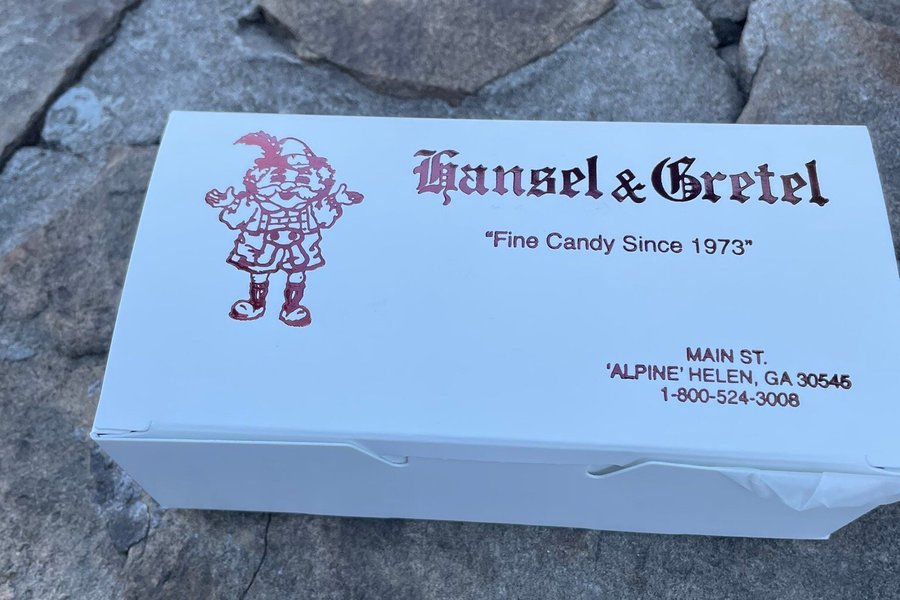 Hansel & Gretel
"Fine Candy Since 1973"
MAIN ST.
'ALPINE' HELEN, GA 30545
1-800-524-3008